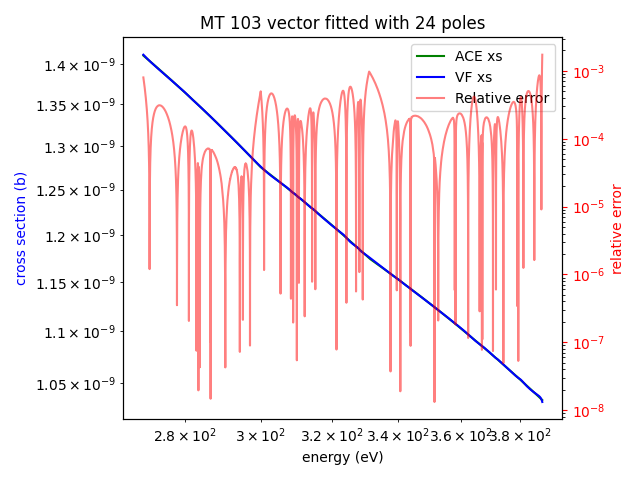 MT 103 vector fitted with 24 poles
ACE xs
VF xs
Relative error
cross section (b)
1.4 × 10⁻⁹
1.35 × 10⁻⁹
1.3 × 10⁻⁹
1.25 × 10⁻⁹
1.2 × 10⁻⁹
1.15 × 10⁻⁹
1.1 × 10⁻⁹
1.05 × 10⁻⁹
10⁻³
10⁻⁴
10⁻⁵
10⁻⁶
10⁻⁷
10⁻⁸
relative error
2.8 × 10² 3 × 10² 3.2 × 10² 3.4 × 10² 3.6 × 10² 3.8 × 10²
energy (eV)